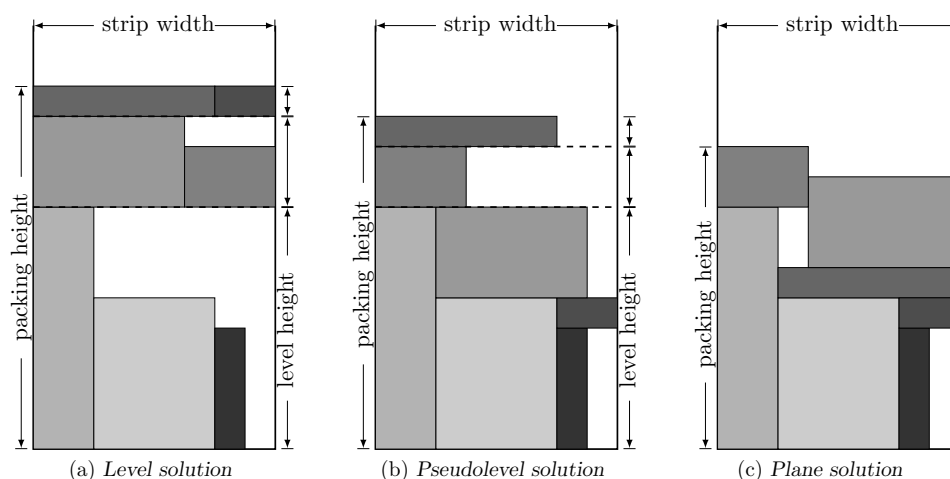 strip width
strip width
strip width
packing height
level height
packing height
level height
packing height
(a) Level solution
(b) Pseudolevel solution
(c) Plane solution